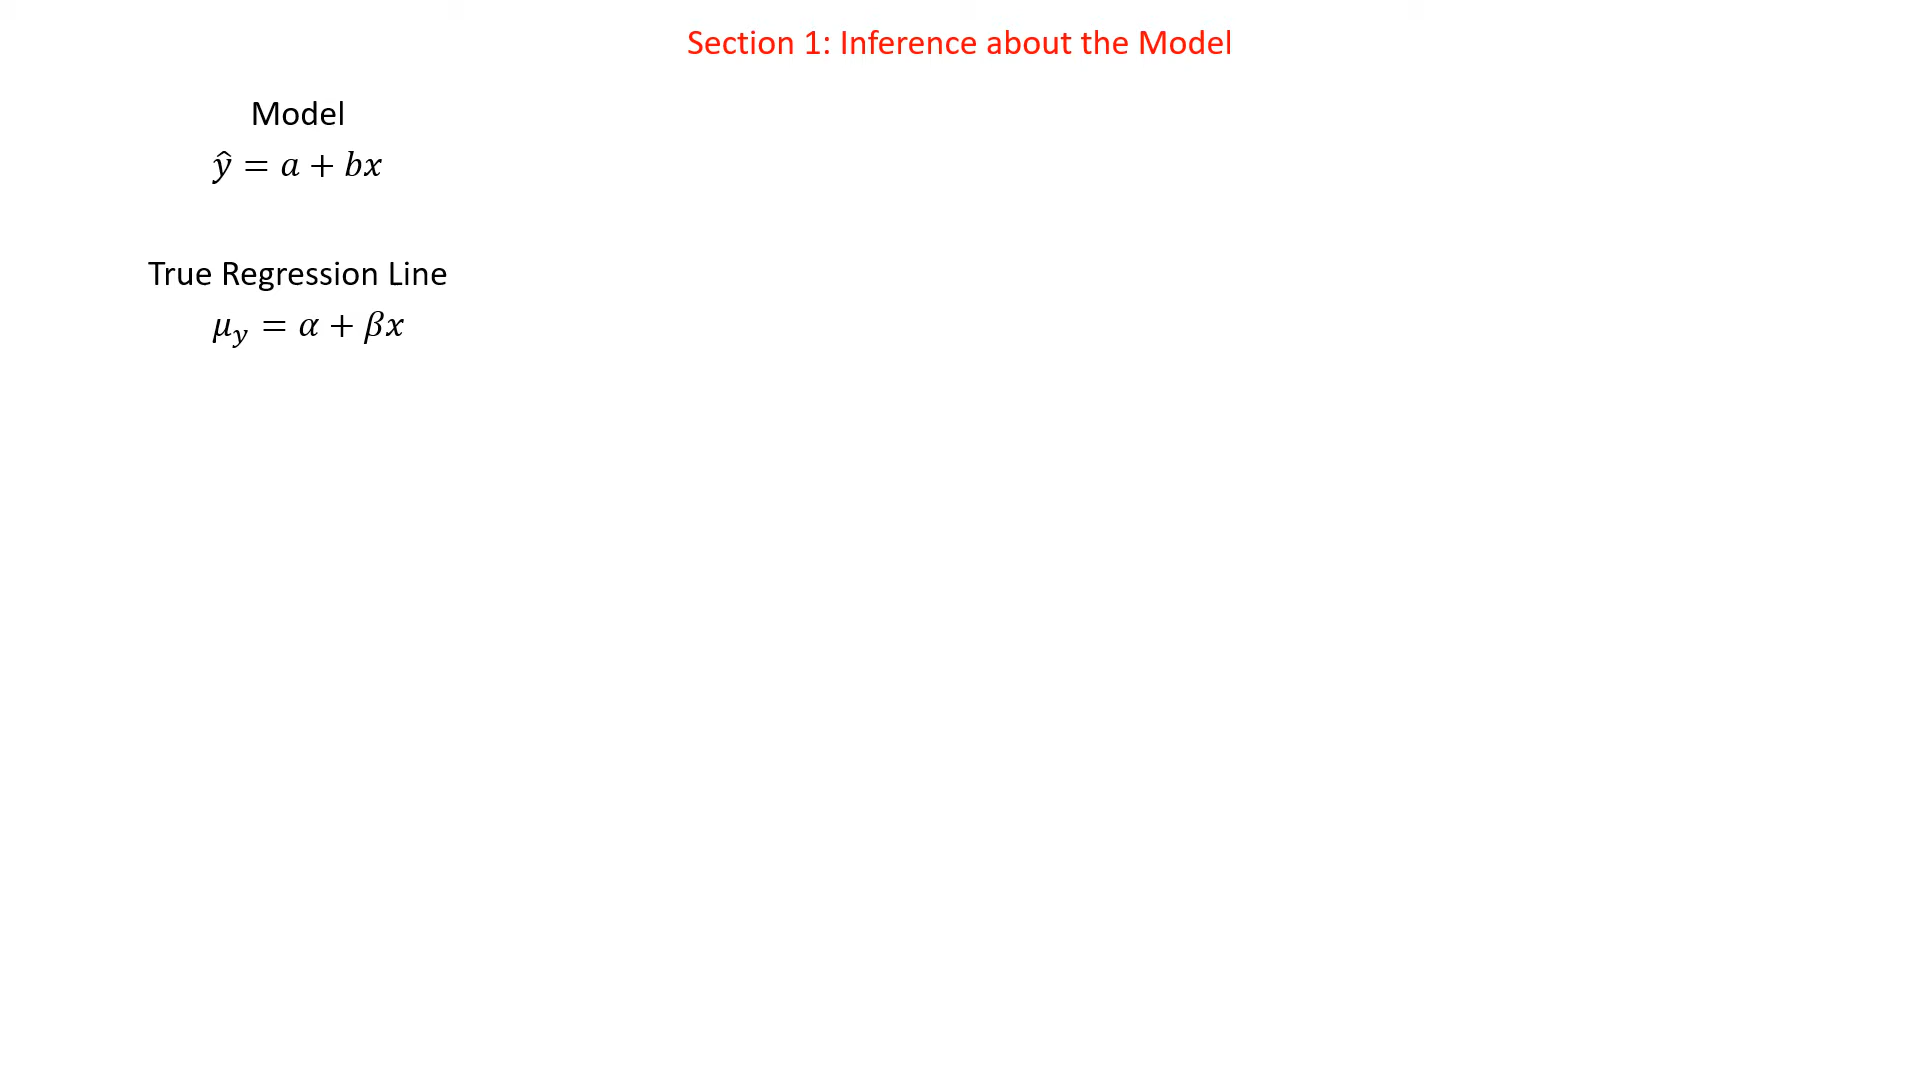 Section 1: Inference about the Model
Model
ŷ = a + bx
True Regression Line
μ_y = α + βx